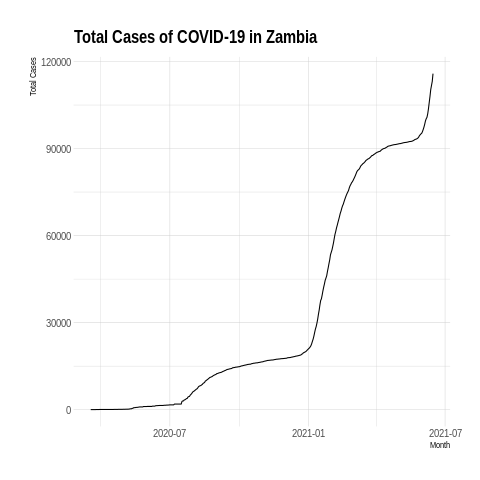 Total Cases of COVID-19 in Zambia
Total Cases
120000
90000
60000
30000
0
2020-07
2021-01
2021-07
Month